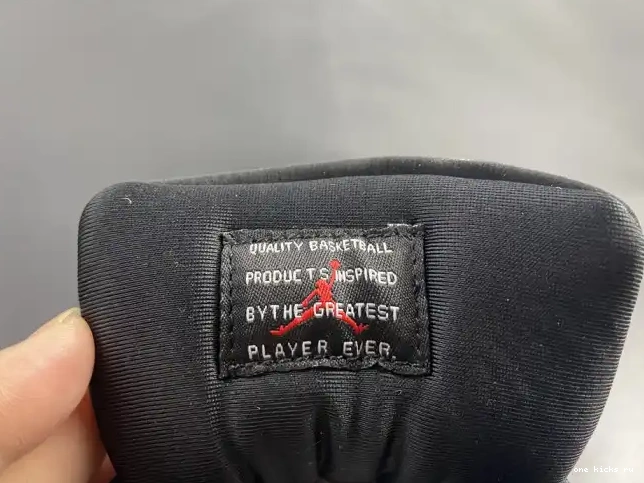 QUALITY BASKETBALL
PRODUCTS INSPIRED
BY THE GREATEST
PLAYER EVER.
one kicks.ru